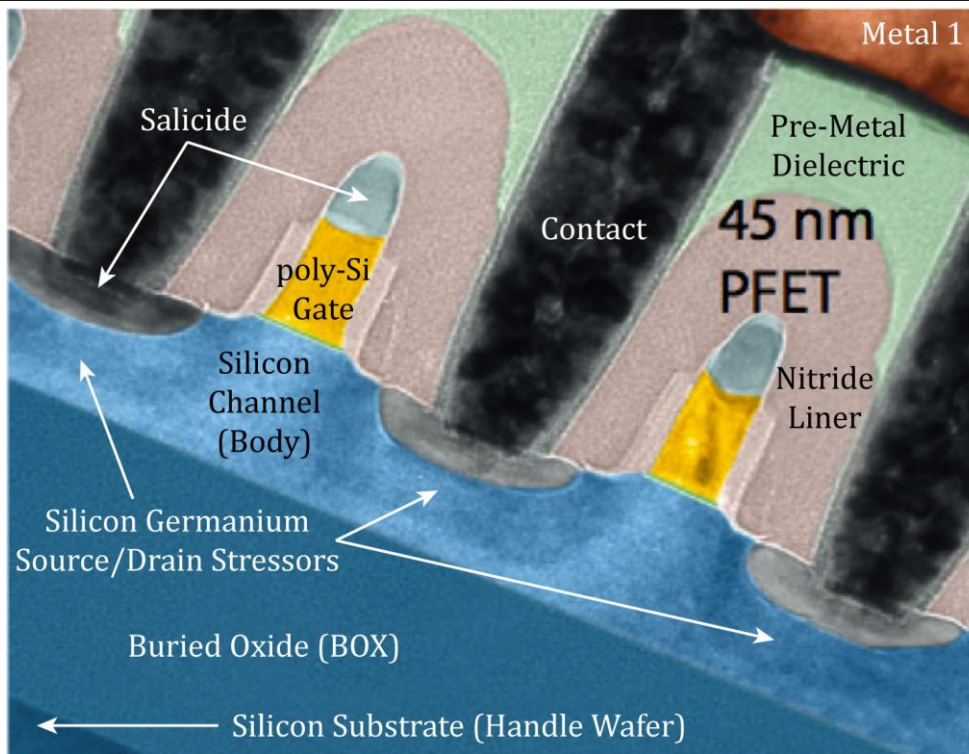 Metal 1
Salicide
Pre-Metal
Dielectric
45 nm
PFET
Contact
poly-Si
Gate
Nitride
Liner
Silicon
Channel
(Body)
Silicon Germanium
Source/Drain Stressors
Buried Oxide (BOX)
Silicon Substrate (Handle Wafer)